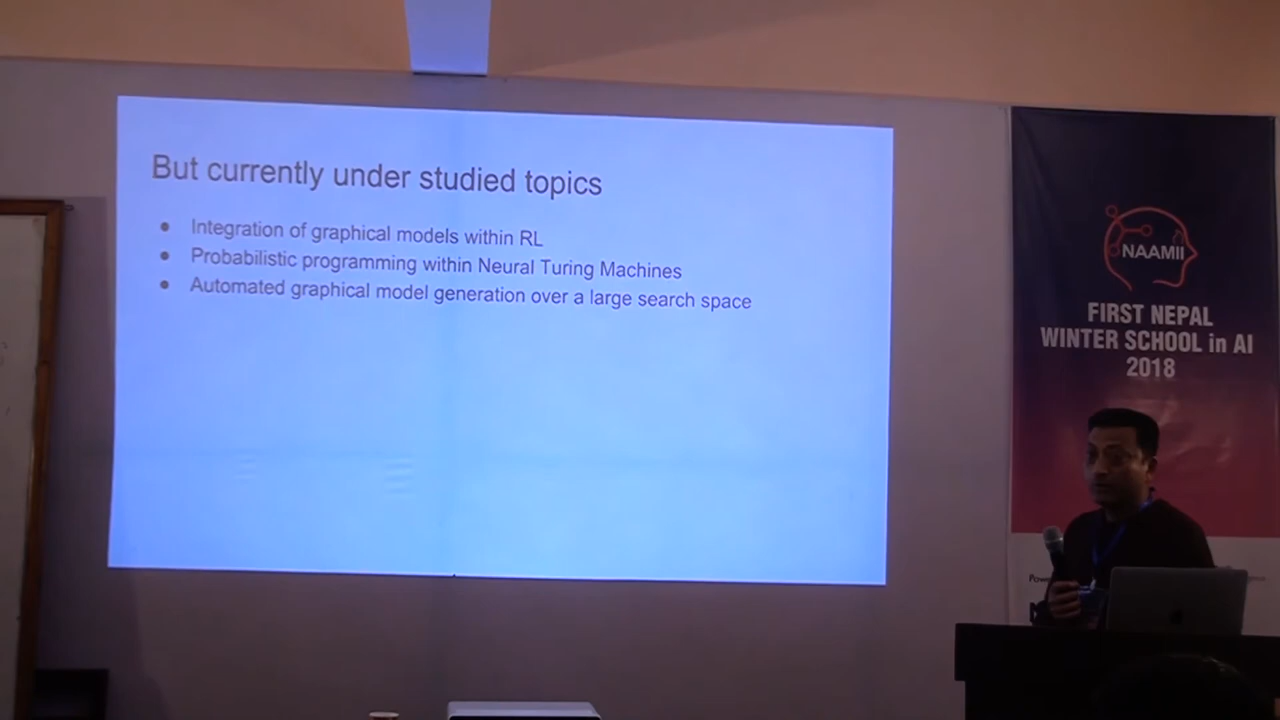 But currently under studied topics
Integration of graphical models within RL
Probabilistic programming within Neural Turing Machines
Automated graphical model generation over a large search space
NAAMII
FIRST NEPAL
WINTER SCHOOL in AI
2018